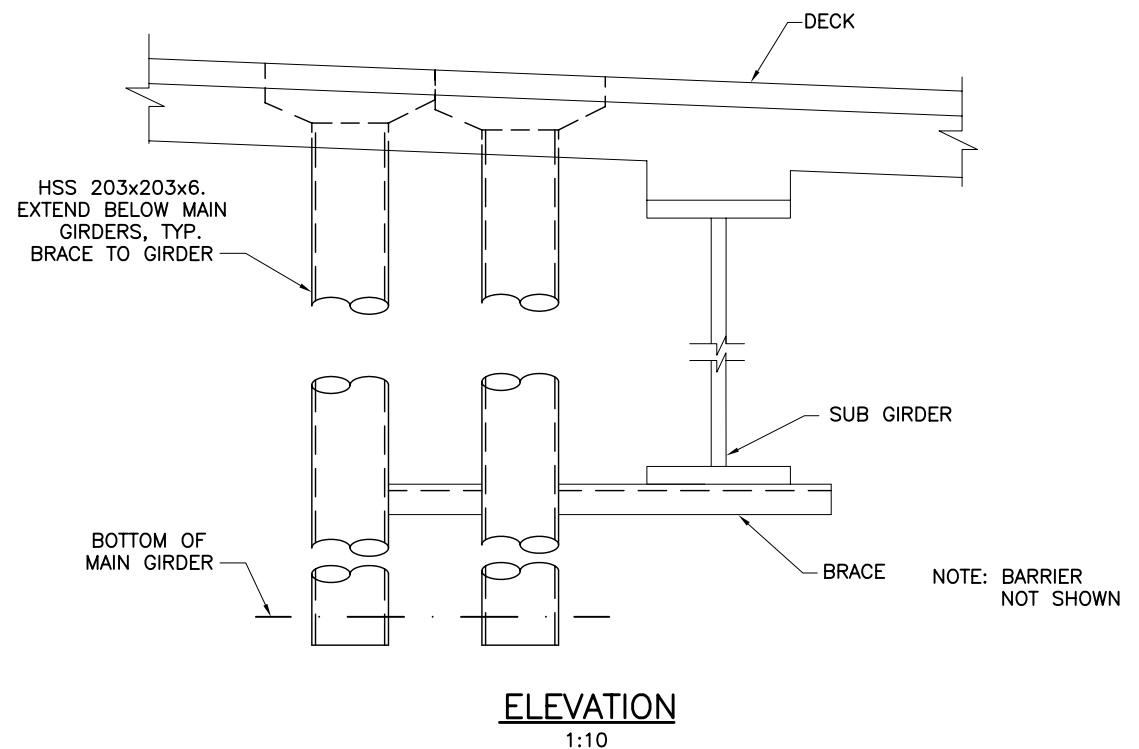 DECK
HSS 203x203x6.
EXTEND BELOW MAIN
GIRDERS, TYP.
BRACE TO GIRDER
SUB GIRDER
BOTTOM OF
MAIN GIRDER
BRACE
NOTE: BARRIER
NOT SHOWN
ELEVATION
1:10